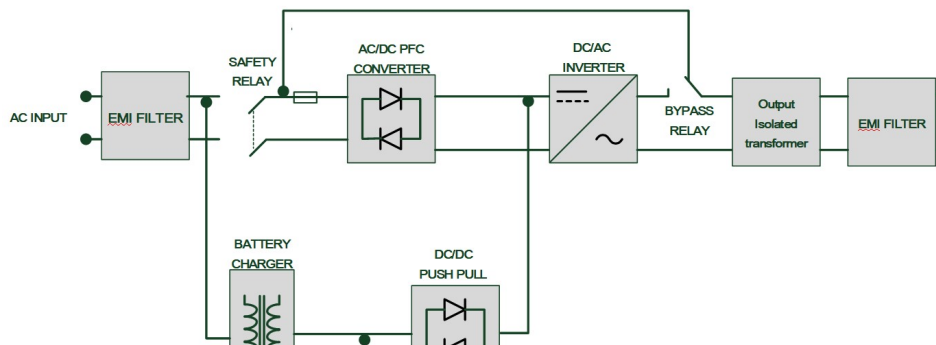 SAFETY
RELAY
AC/DC PFC
CONVERTER
DC/AC
INVERTER
AC INPUT
EMI FILTER
BYPASS
RELAY
Output
Isolated
transformer
EMI FILTER
BATTERY
CHARGER
DC/DC
PUSH PULL